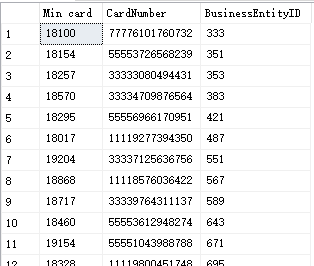 Min card CardNumber BusinessEntityID
1 18100 77776101760732 333
2 18154 55553726568239 351
3 18257 33333080494431 353
4 18570 33334709876564 383
5 18295 55556966170951 421
6 18017 11119277394350 487
7 19204 33337125636756 551
8 18868 11118576036422 567
9 18717 33339764311137 589
10 18460 55553612948274 643
11 19154 55551043988788 671
12 18328 11119800451748 695